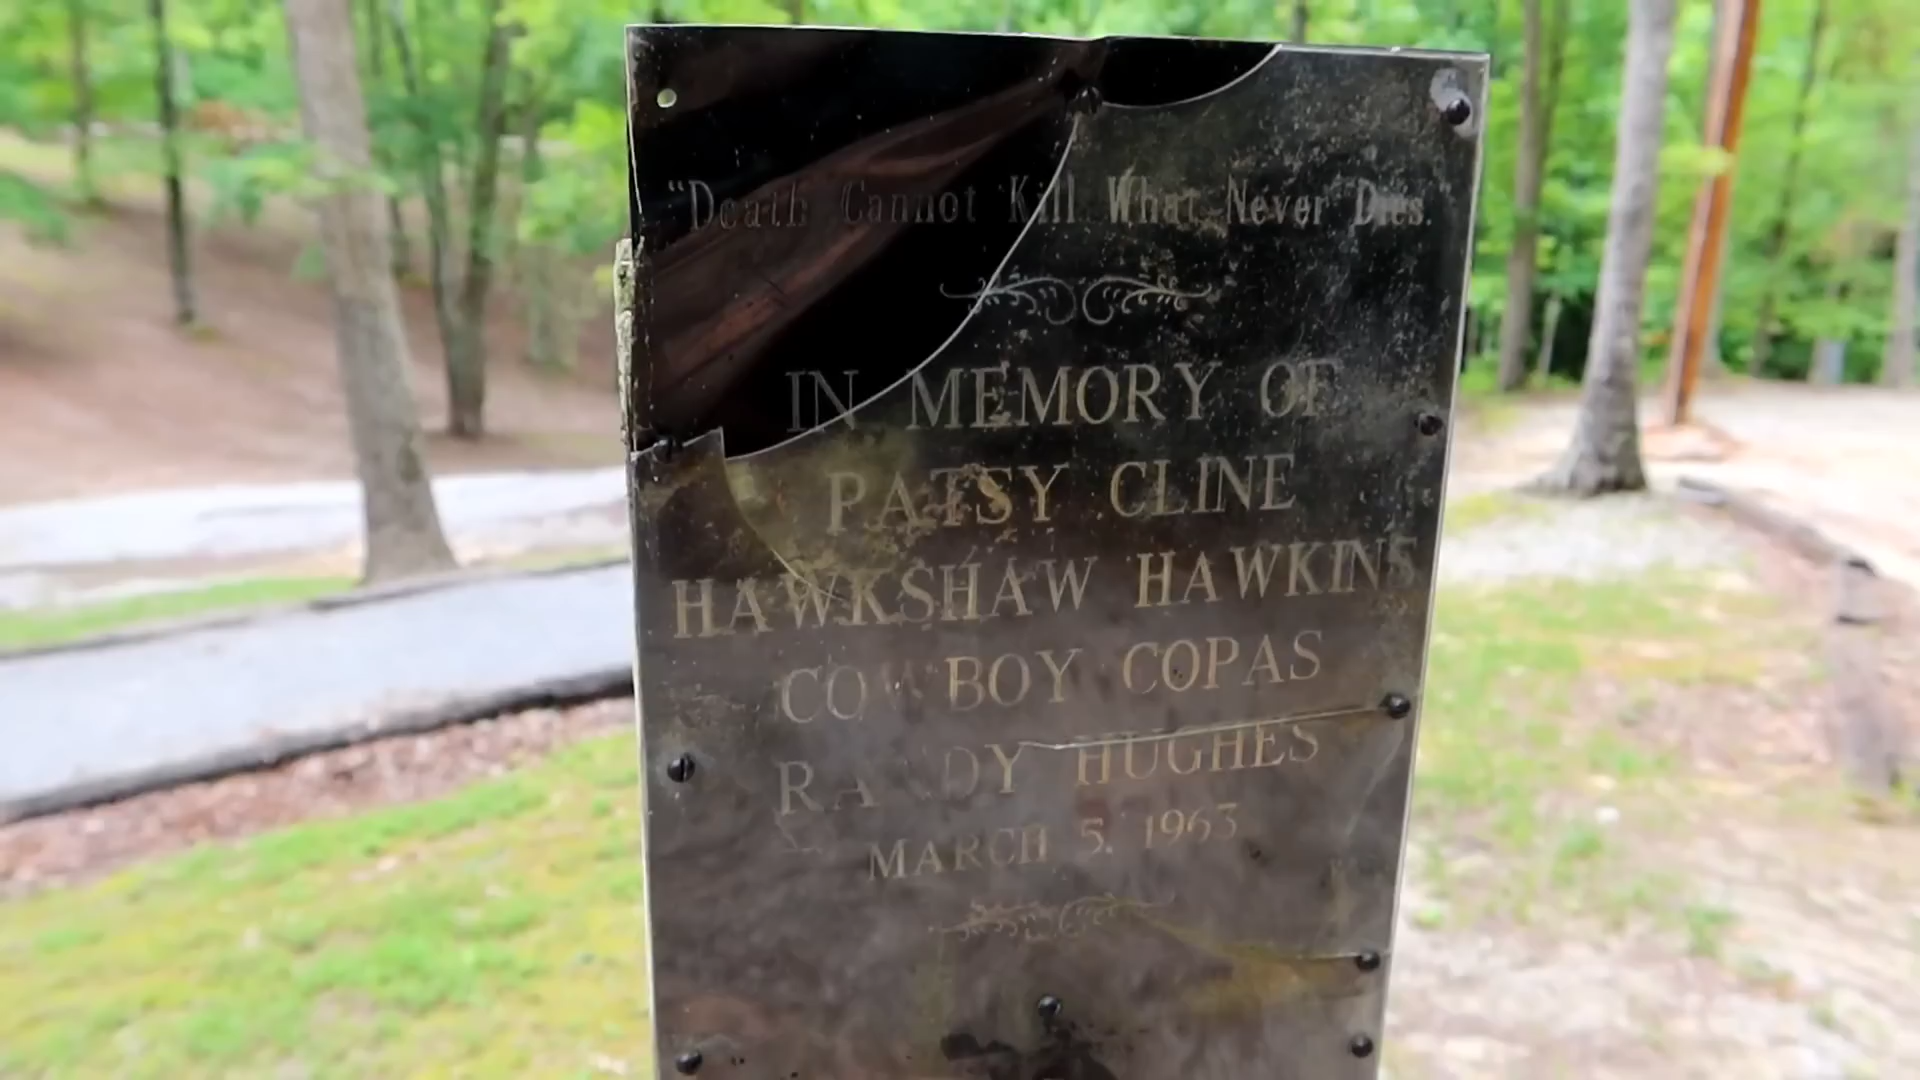 "Death Cannot Kill What Never Dies.
IN MEMORY OF
PATSY CLINE
HAWKSHAW HAWKINS
COWBOY COPAS
RANDY HUGHES
MARCH 5, 1963